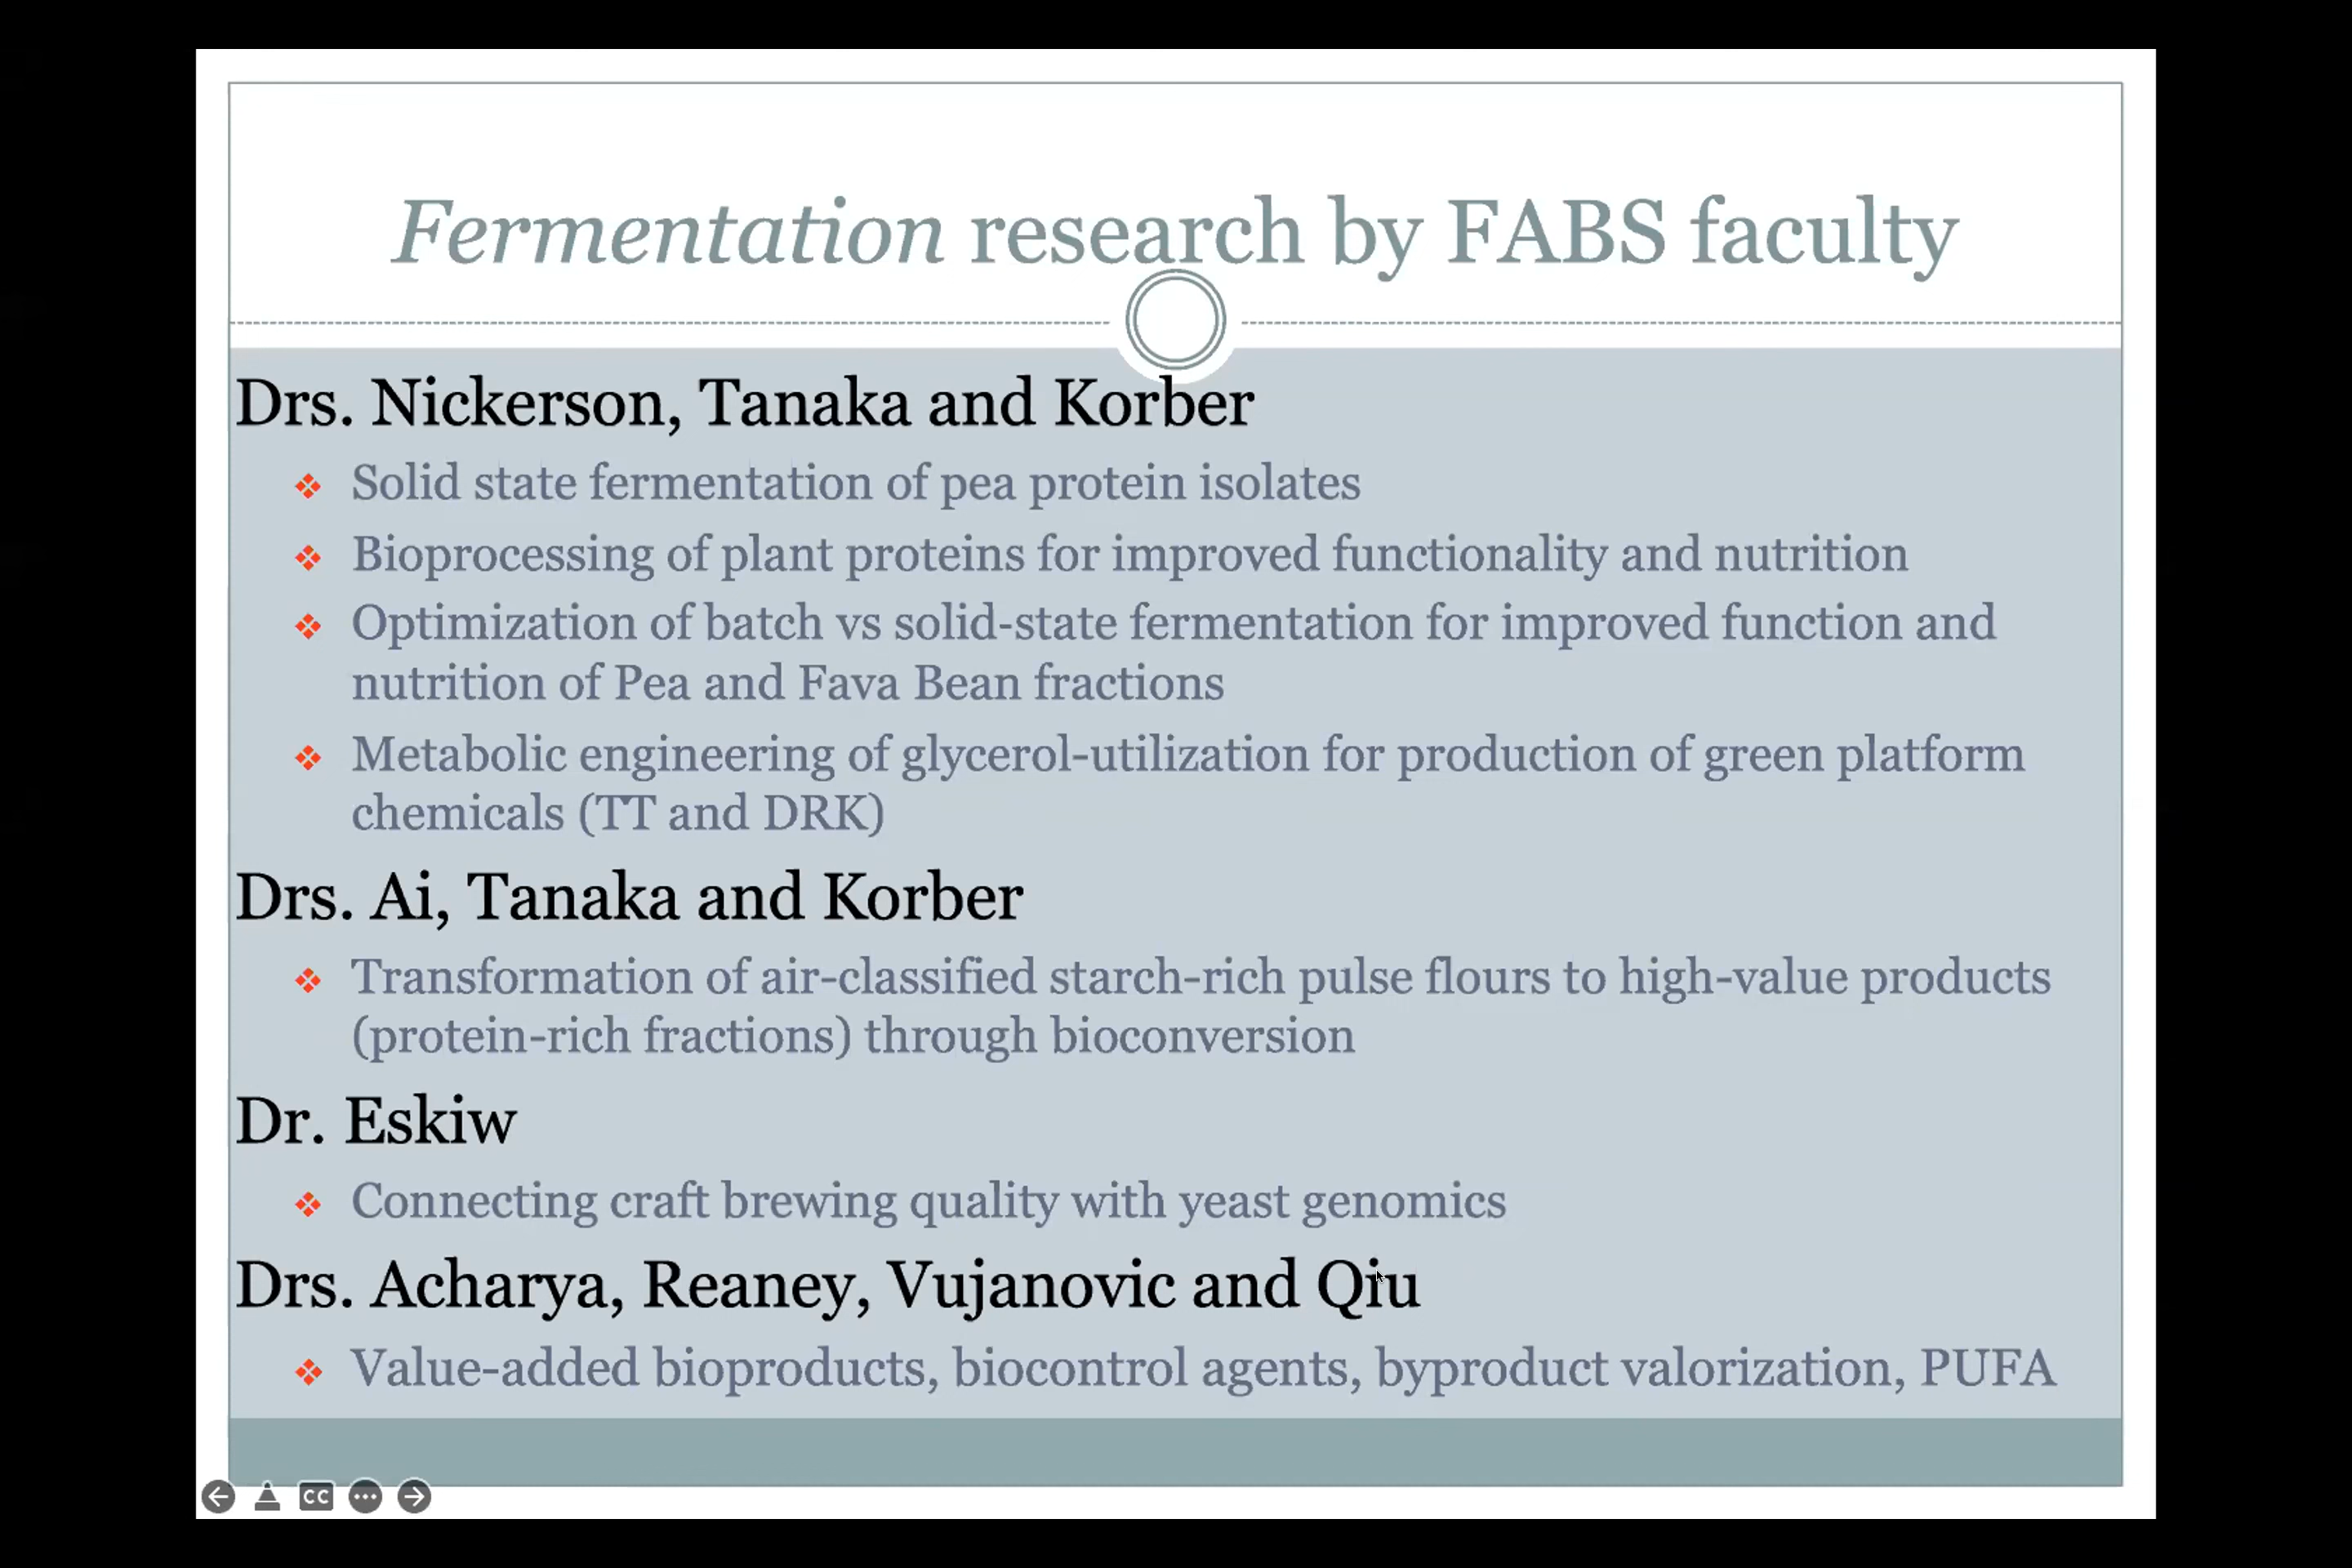 Fermentation research by FABS faculty
Drs. Nickerson, Tanaka and Korber
Solid state fermentation of pea protein isolates
Bioprocessing of plant proteins for improved functionality and nutrition
Optimization of batch vs solid-state fermentation for improved function and
nutrition of Pea and Fava Bean fractions
Metabolic engineering of glycerol-utilization for production of green platform
chemicals (TT and DRK)
Drs. Ai, Tanaka and Korber
Transformation of air-classified starch-rich pulse flours to high-value products
(protein-rich fractions) through bioconversion
Dr. Eskiw
Connecting craft brewing quality with yeast genomics
Drs. Acharya, Reaney, Vujanovic and Qiu
Value-added bioproducts, biocontrol agents, byproduct valorization, PUFA
CC